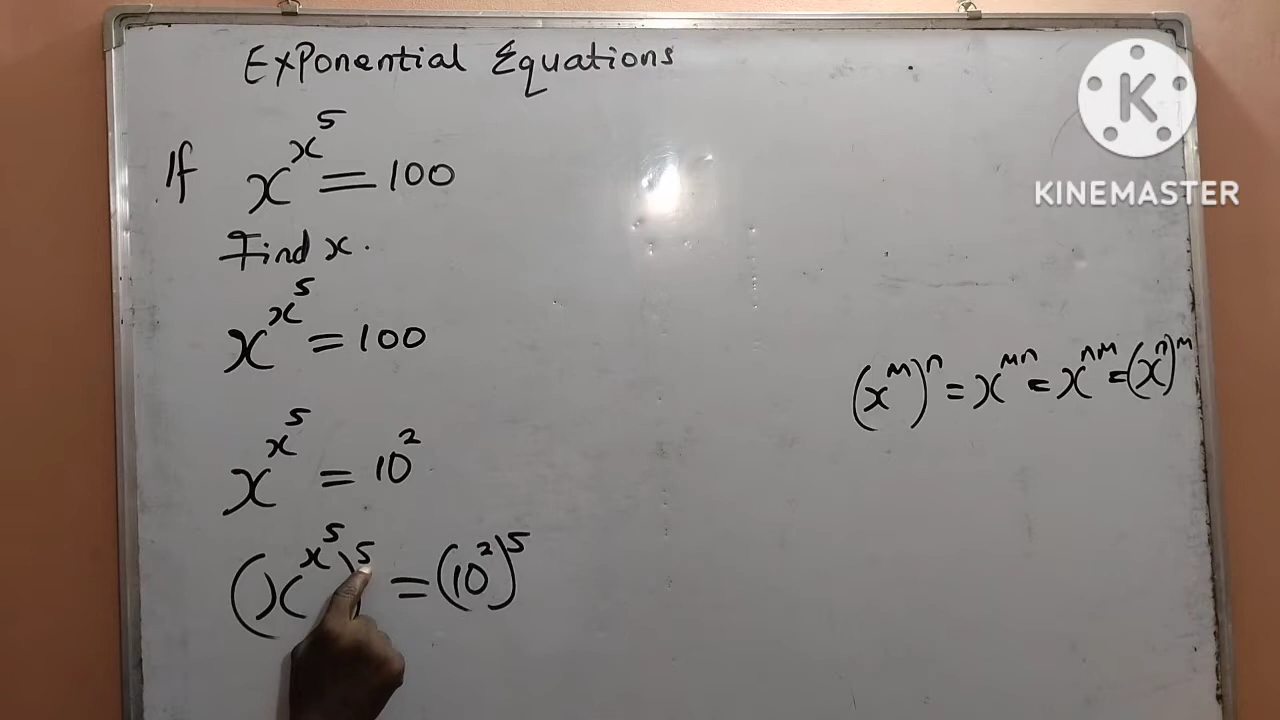 Exponential Equations
If x^{x^5} = 100
Find x.
x^{x^5} = 100
x^{x^5} = 10^2
(x^{x^5})^5 = (10^2)^5
(x^m)^n = x^{mn} = x^{nm} = (x^n)^m
K
KINEMASTER